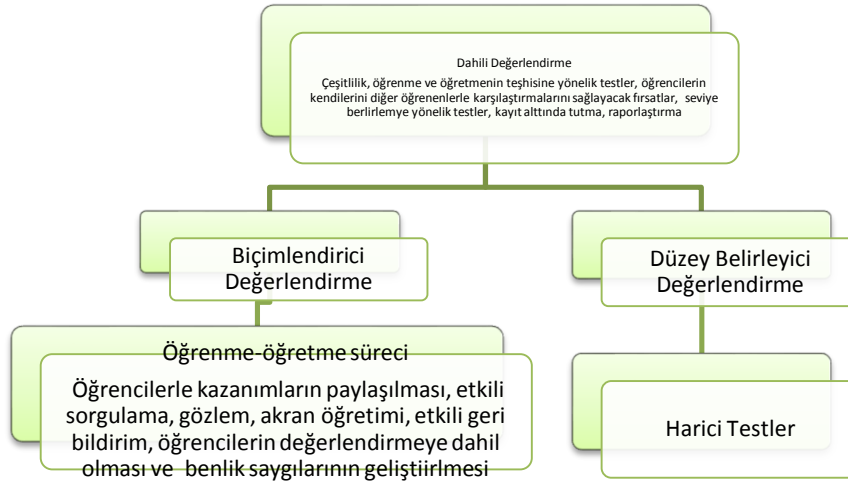 Dahili Değerlendirme
Çeşitlilik, öğrenme ve öğretmenin teşhisine yönelik testler, öğrencilerin
kendilerini diğer öğrenenlerle karşılaştırmalarını sağlayacak fırsatlar, seviye
berlirlemye yönelik testler, kayıt alttında tutma, raporlaştırma
Biçimlendirici
Değerlendirme
Düzey Belirleyici
Değerlendirme
Öğrenme-öğretme süreci
Öğrencilerle kazanımların paylaşılması, etkili
sorgulama, gözlem, akran öğretimi, etkili geri
bildirim, öğrencilerin değerlendirmeye dahil
olması ve benlik saygılarının geliştiirlmesi
Harici Testler